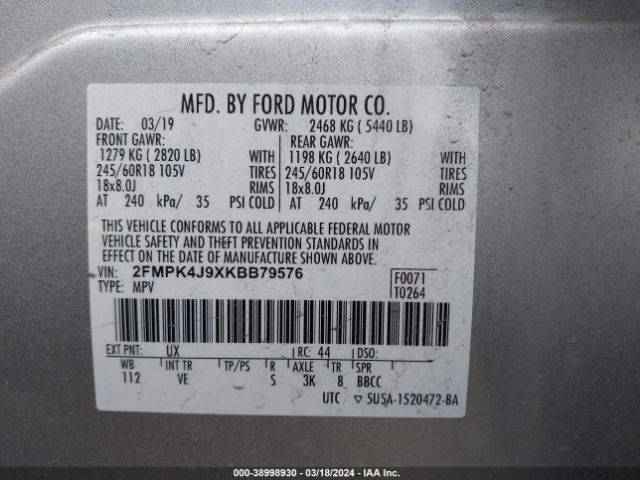 MFD. BY FORD MOTOR CO.
DATE: 03/19 GVWR: 2468 KG ( 5440 LB)
FRONT GAWR: REAR GAWR:
1279 KG ( 2820 LB) WITH 1198 KG ( 2640 LB) WITH
245/60R18 105V TIRES 245/60R18 105V TIRES
18x8.0J RIMS 18x8.0J RIMS
AT 240 kPa/ 35 PSI COLD AT 240 kPa/ 35 PSI COLD
THIS VEHICLE CONFORMS TO ALL APPLICABLE FEDERAL MOTOR
VEHICLE SAFETY AND THEFT PREVENTION STANDARDS IN
EFFECT ON THE DATE OF MANUFACTURE SHOWN ABOVE.
VIN: 2FMPK4J9XKBB79576 F0071
TYPE: MPV T0264
EXT PNT: UX RC: 44 DSO:
WB INT TR TP/PS R AXLE TR SPR
112 VE S 3K 8 BBCC
UTC ▽ 5U5A-1520472-BA
000-38998930 - 03/18/2024 - IAA Inc.